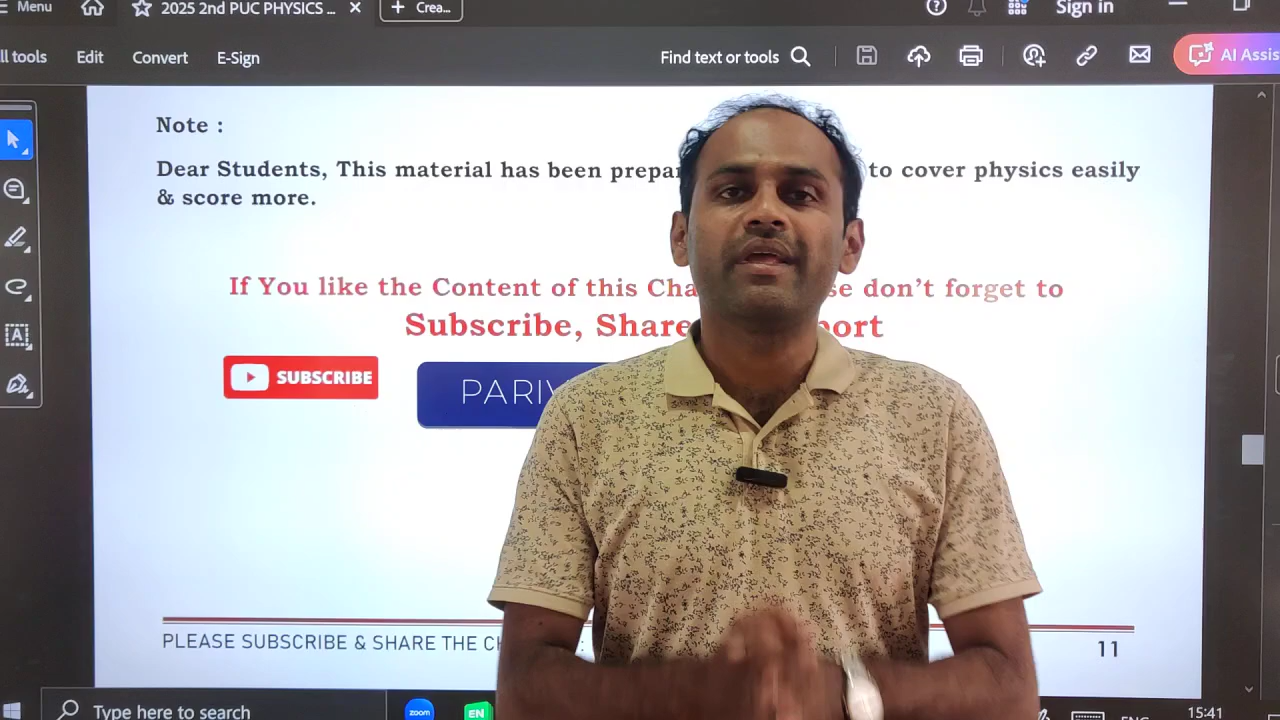 Menu
2025 2nd PUC PHYSICS ...
Crea...
Sign in
ll tools
Edit
Convert
E-Sign
Find text or tools
AI Assis
Note :
Dear Students, This material has been prepar to cover physics easily
& score more.
If You like the Content of this Cha se don't forget to
Subscribe, Share port
SUBSCRIBE
PARIV
PLEASE SUBSCRIBE & SHARE THE CH :
11
Type here to search
zoom
EN
ENG
15:41